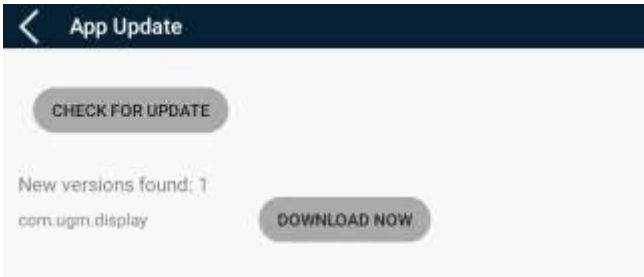 App Update
CHECK FOR UPDATE
New versions found: 1
com.ugm.display
DOWNLOAD NOW